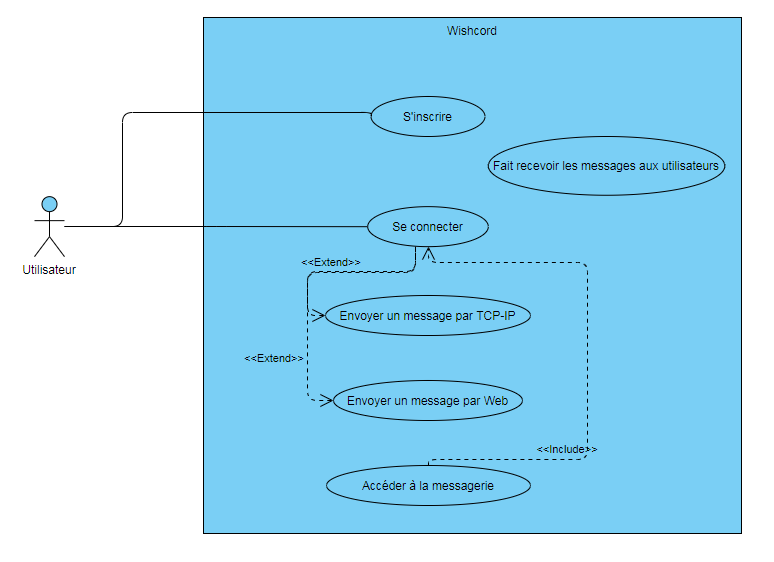 Wishcord
S'inscrire
Fait recevoir les messages aux utilisateurs
Se connecter
Utilisateur
<<Extend>>
Envoyer un message par TCP-IP
<<Extend>>
Envoyer un message par Web
<<Include>>
Accéder à la messagerie